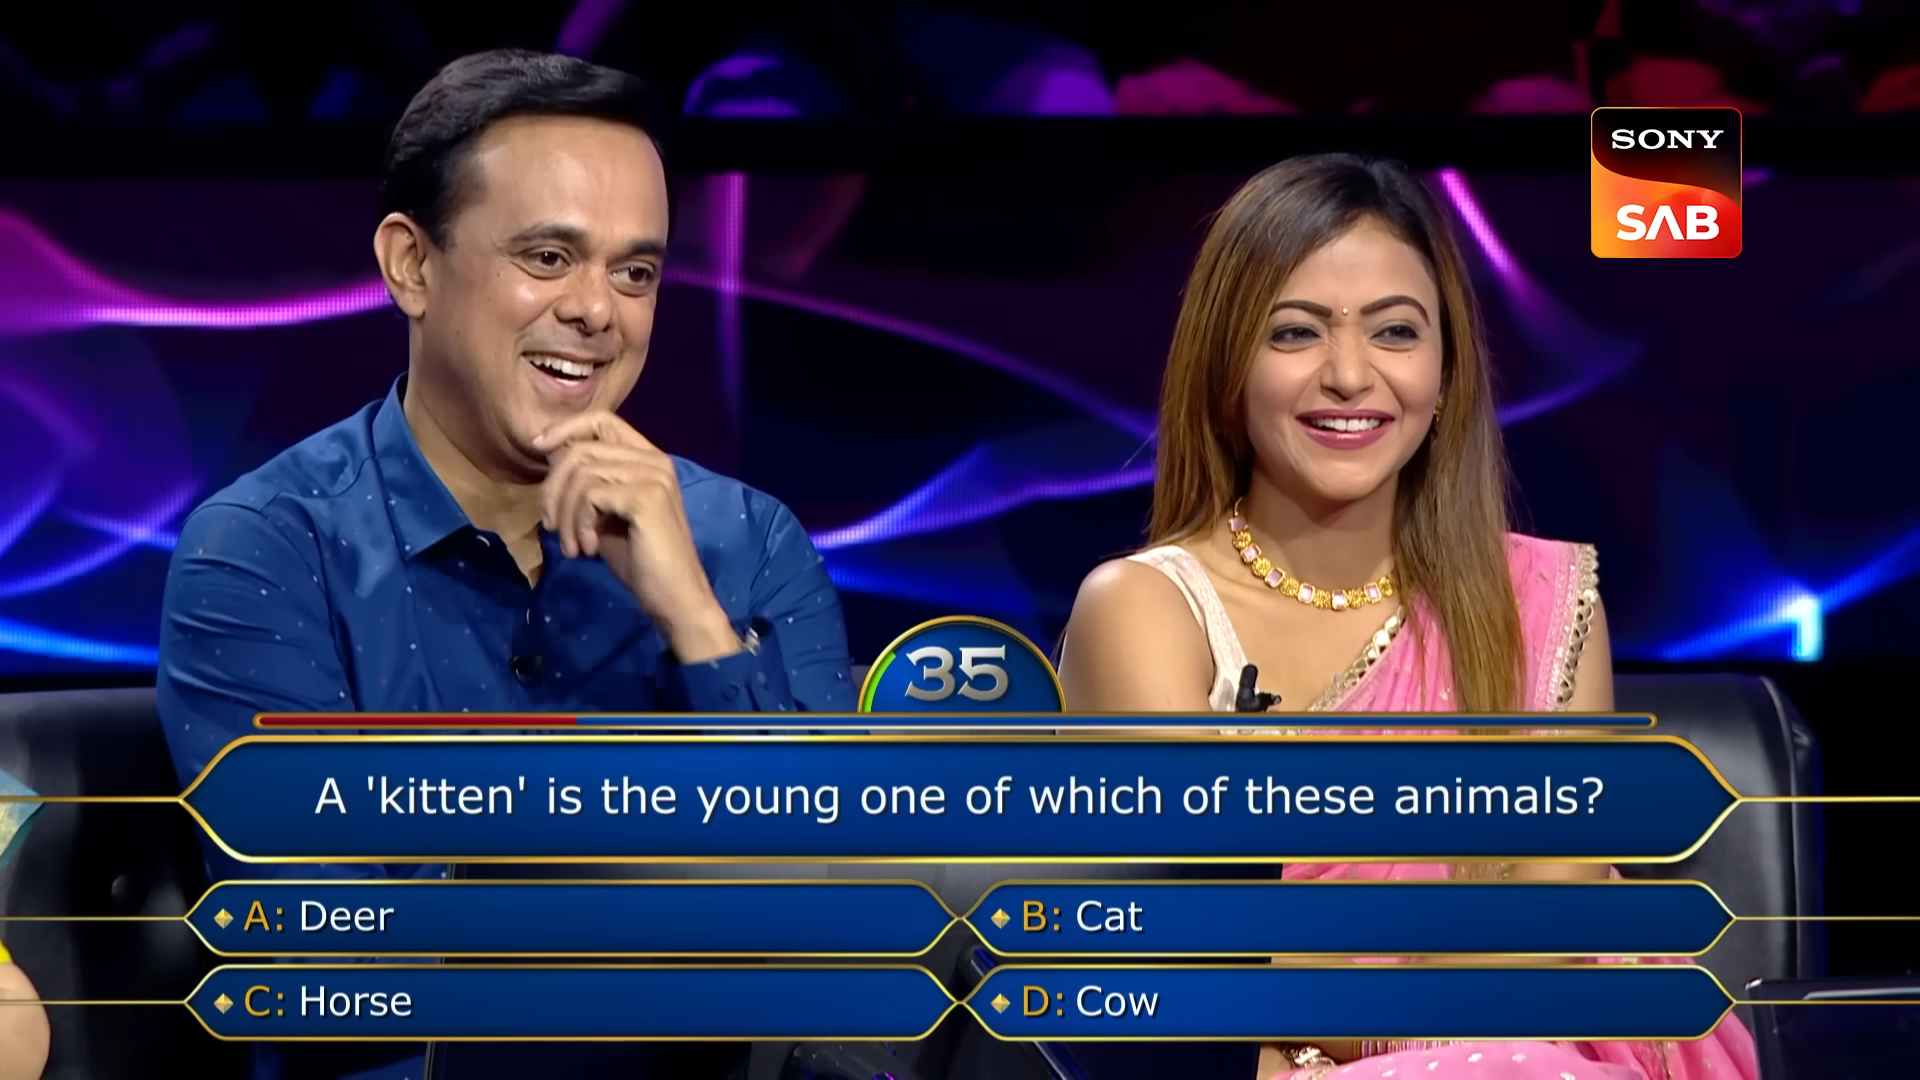 SONY
SAB
35
A 'kitten' is the young one of which of these animals?
A: Deer
B: Cat
C: Horse
D: Cow